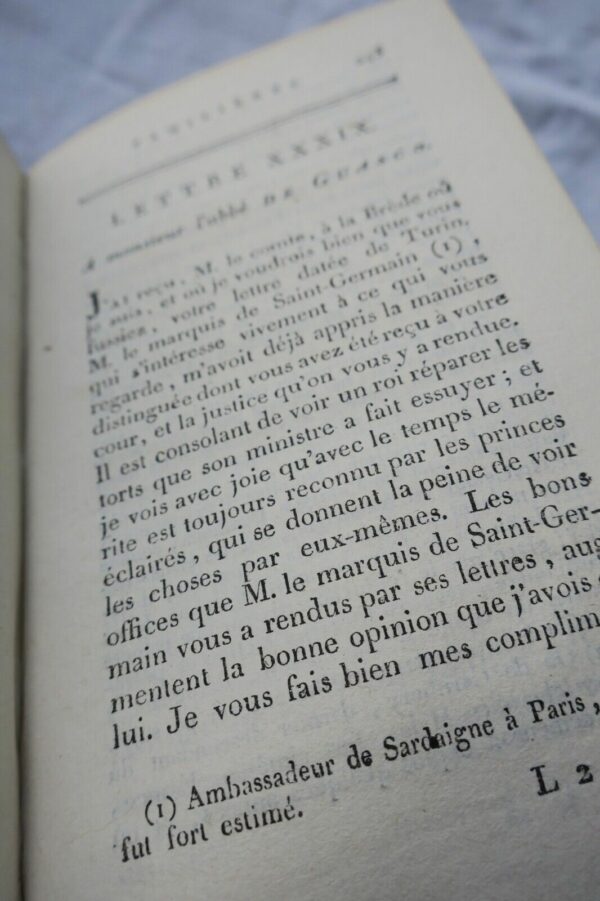 FAMILIÈRES.
LETTRE XXXIX.
A monsieur l'abbé DE GUASCO.
J'AI reçu, M. le comte, à la Brède où
je suis, et où je voudrois bien que vous
fussiez, votre lettre datée de Turin.
M. le marquis de Saint-Germain (1),
qui s'intéresse vivement à ce qui vous
regarde, m'avoit déjà appris la manière
distinguée dont vous avez été reçu à votre
cour, et la justice qu'on vous y a rendue.
Il est consolant de voir un roi réparer les
torts que son ministre a fait essuyer; et
je vois avec joie qu'avec le temps le mé-
rite est toujours reconnu par les princes
éclairés, qui se donnent la peine de voir
les choses par eux-mêmes. Les bons
offices que M. le marquis de Saint-Ger-
main vous a rendus par ses lettres, aug
mentent la bonne opinion que j'avois
lui. Je vous fais bien mes complim
(1) Ambassadeur de Sardaigne à Paris,
fut fort estimé.
L 2